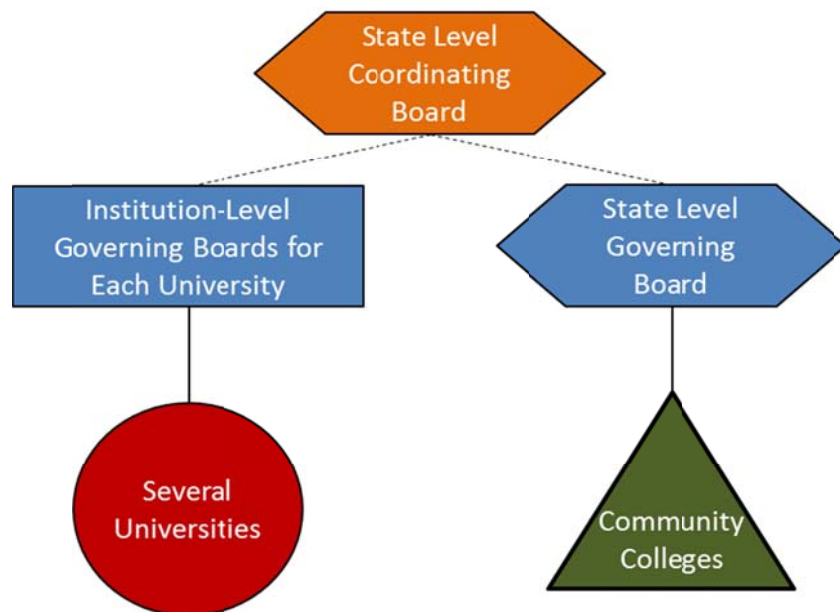 State Level
Coordinating
Board
Institution-Level
Governing Boards for
Each University
State Level
Governing
Board
Several
Universities
Community
Colleges